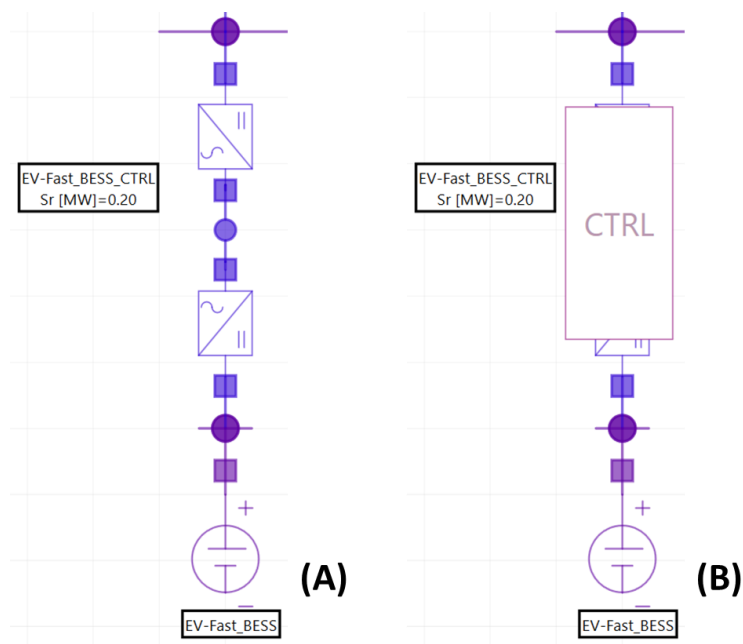 EV-Fast_BESS_CTRL
Sr [MW]=0.20
EV-Fast_BESS
(A)
EV-Fast_BESS_CTRL
Sr [MW]=0.20
CTRL
EV-Fast_BESS
(B)